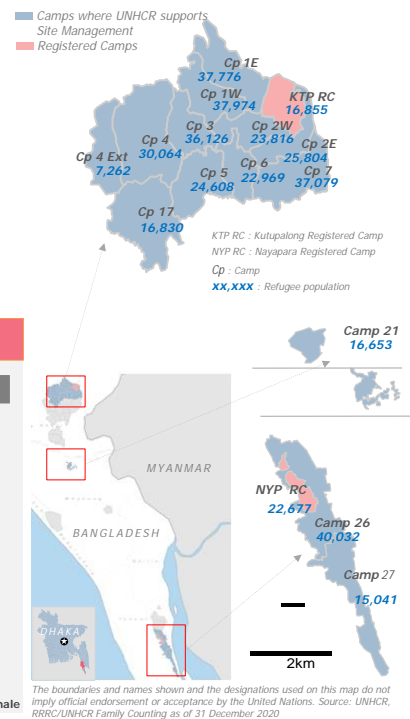 Camps where UNHCR supports
Site Management
Registered Camps
Cp 1E
37,776
Cp 1W
37,974
KTP RC
16,855
Cp 3
36,126
Cp 2W
23,816
Cp 4
30,064
Cp 2E
25,804
Cp 4 Ext
7,262
Cp 5
24,608
Cp 6
22,969
Cp 7
37,079
Cp 17
16,830
KTP RC : Kutupalong Registered Camp
NYP RC : Nayapara Registered Camp
Cp : Camp
xx,xxx : Refugee population
Camp 21
16,653
MYANMAR
BANGLADESH
NYP RC
22,677
Camp 26
40,032
Camp 27
15,041
DHAKA
2km
nale
The boundaries and names shown and the designations used on this map do not
imply official endorsement or acceptance by the United Nations. Source: UNHCR,
RRRC/UNHCR Family Counting as of 31 December 2020